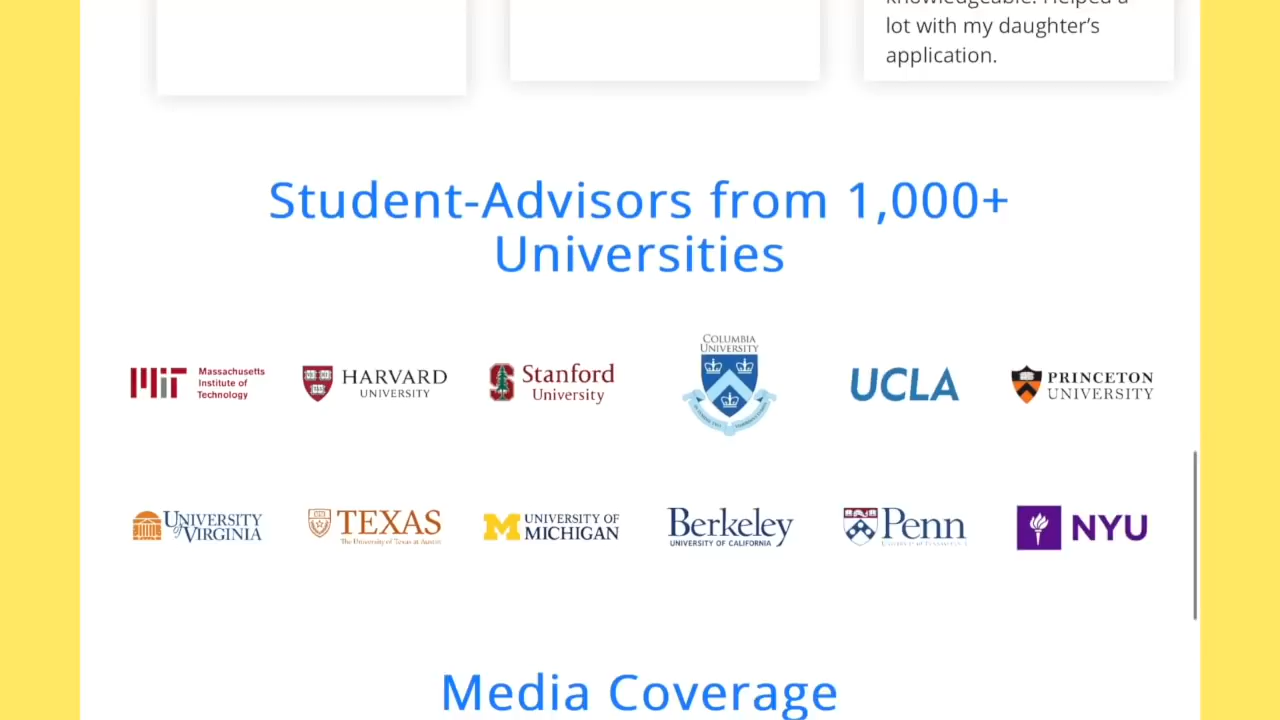 lot with my daughter's
application.
Student-Advisors from 1,000+
Universities
Massachusetts
Institute of
Technology
HARVARD
UNIVERSITY
Stanford
University
COLUMBIA
UNIVERSITY
UCLA
PRINCETON
UNIVERSITY
UNIVERSITY
of VIRGINIA
TEXAS
The University of Texas at Austin
UNIVERSITY OF
MICHIGAN
Berkeley
UNIVERSITY OF CALIFORNIA
Penn
NYU
Media Coverage